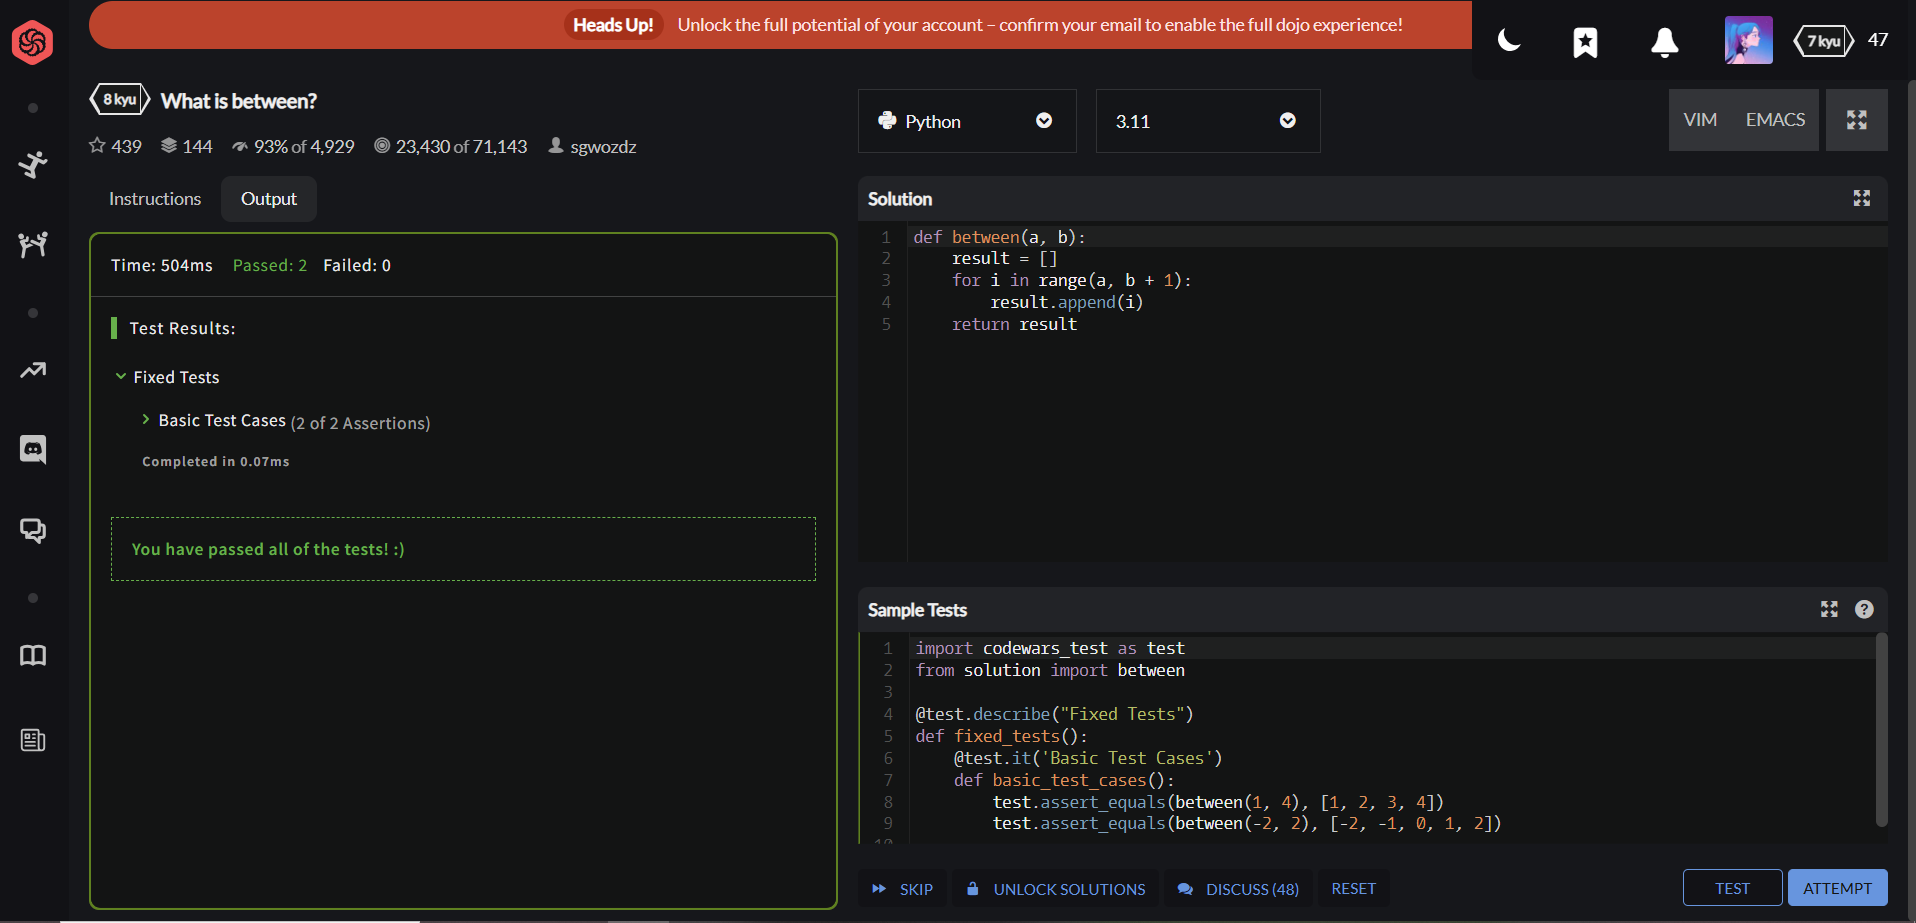 Heads Up! Unlock the full potential of your account – confirm your email to enable the full dojo experience!
7 kyu 47
8 kyu What is between?
439 144 93% of 4,929 23,430 of 71,143 sgwozdz
Instructions Output
Time: 504ms Passed: 2 Failed: 0
Test Results:
Fixed Tests
Basic Test Cases (2 of 2 Assertions)
Completed in 0.07ms
You have passed all of the tests! :)
Python 3.11 VIM EMACS
Solution
1 def between(a, b):
2     result = []
3     for i in range(a, b + 1):
4         result.append(i)
5     return result
Sample Tests ?
1 import codewars_test as test
2 from solution import between
3
4 @test.describe("Fixed Tests")
5 def fixed_tests():
6     @test.it('Basic Test Cases')
7     def basic_test_cases():
8         test.assert_equals(between(1, 4), [1, 2, 3, 4])
9         test.assert_equals(between(-2, 2), [-2, -1, 0, 1, 2])
10
SKIP UNLOCK SOLUTIONS DISCUSS (48) RESET TEST ATTEMPT